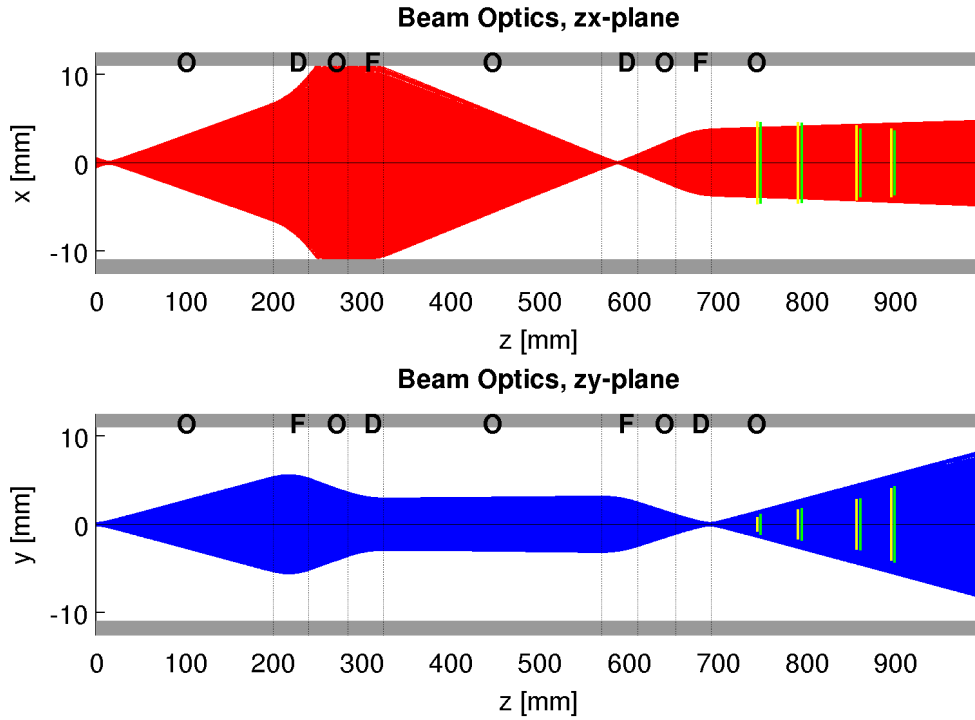 Beam Optics, zx-plane
O D O F O D O F O
10
0
-10
x [mm]
0 100 200 300 400 500 600 700 800 900
z [mm]
Beam Optics, zy-plane
O F O D O F O D O
10
0
-10
y [mm]
0 100 200 300 400 500 600 700 800 900
z [mm]